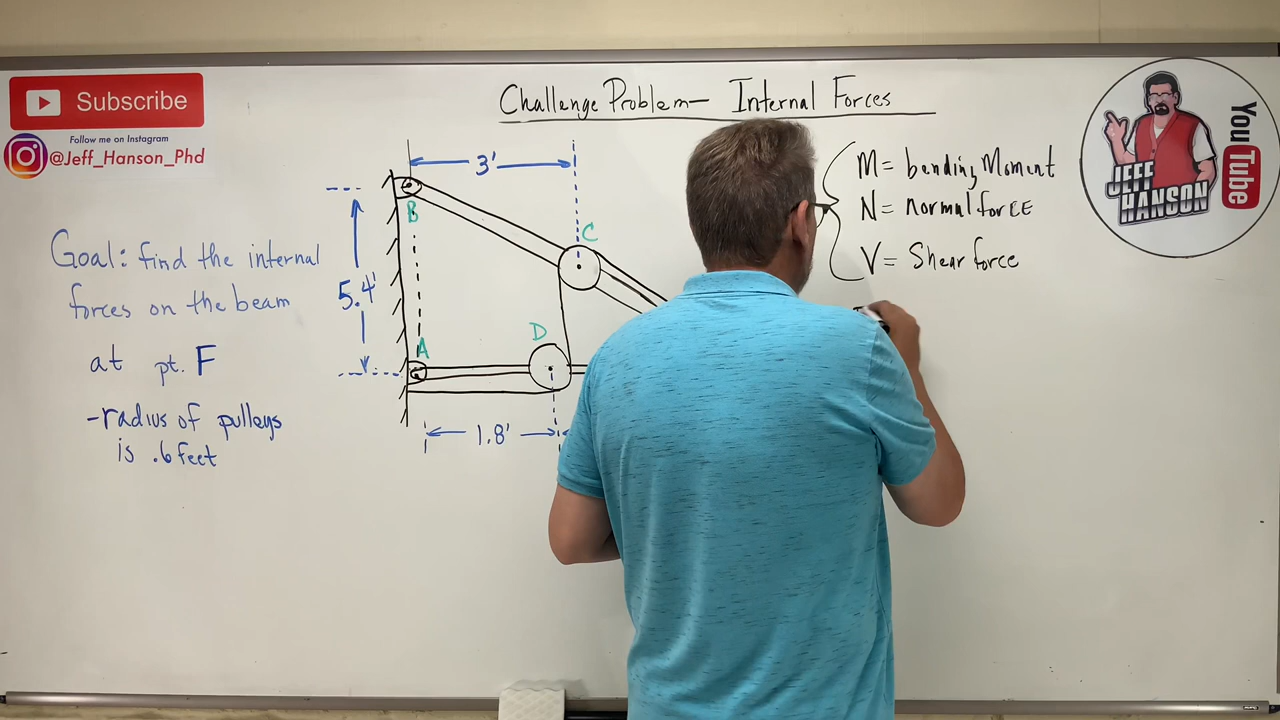 Subscribe
Follow me on Instagram
@Jeff_Hanson_Phd
Challenge Problem— Internal Forces
Goal: find the internal
forces on the beam
at pt. F
-radius of pulleys
is .6 feet
3'
B
C
5.4'
A
D
1.8'
M= bending Moment
N= normal force
V= Shear force
JEFF
HANSON
YouTube